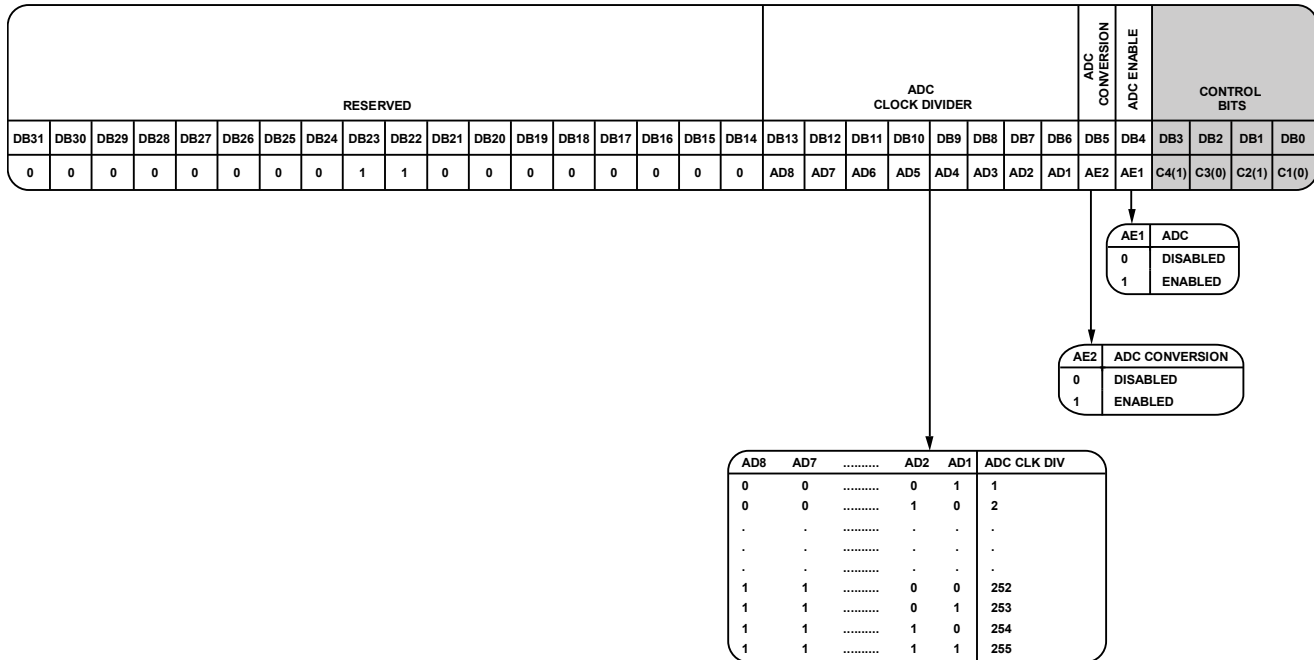 RESERVED
ADC
CLOCK DIVIDER
ADC
CONVERSION
ADC ENABLE
CONTROL
BITS
DB31 DB30 DB29 DB28 DB27 DB26 DB25 DB24 DB23 DB22 DB21 DB20 DB19 DB18 DB17 DB16 DB15 DB14 DB13 DB12 DB11 DB10 DB9 DB8 DB7 DB6 DB5 DB4 DB3 DB2 DB1 DB0
0 0 0 0 0 0 0 0 1 1 0 0 0 0 0 0 0 0 AD8 AD7 AD6 AD5 AD4 AD3 AD2 AD1 AE2 AE1 C4(1) C3(0) C2(1) C1(0)
AE1 ADC
0 DISABLED
1 ENABLED
AE2 ADC CONVERSION
0 DISABLED
1 ENABLED
AD8 AD7 .......... AD2 AD1 ADC CLK DIV
0 0 .......... 0 1 1
0 0 .......... 1 0 2
. . .......... . . .
. . .......... . . .
. . .......... . . .
1 1 .......... 0 0 252
1 1 .......... 0 1 253
1 1 .......... 1 0 254
1 1 .......... 1 1 255